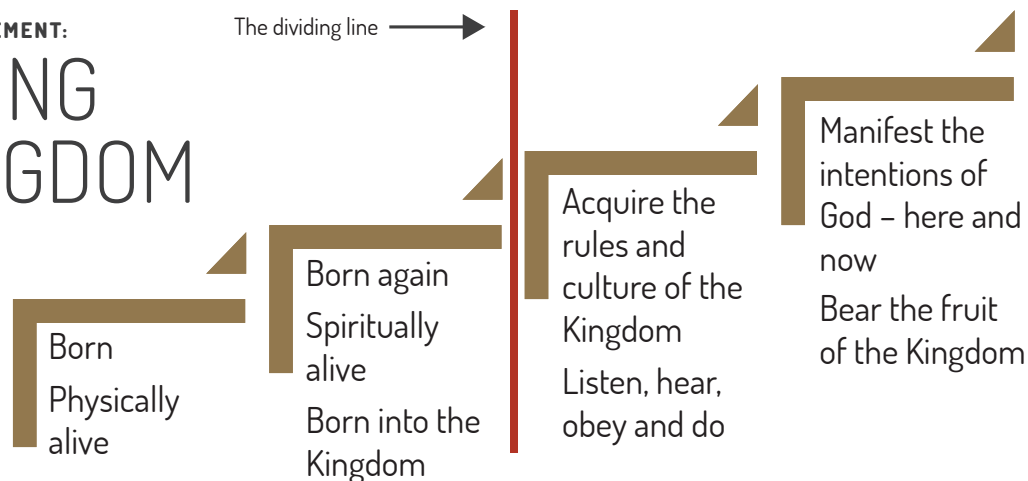 EMENT:
The dividing line
NG
GDOM
Born
Physically
alive
Born again
Spiritually
alive
Born into the
Kingdom
Acquire the
rules and
culture of the
Kingdom
Listen, hear,
obey and do
Manifest the
intentions of
God – here and
now
Bear the fruit
of the Kingdom